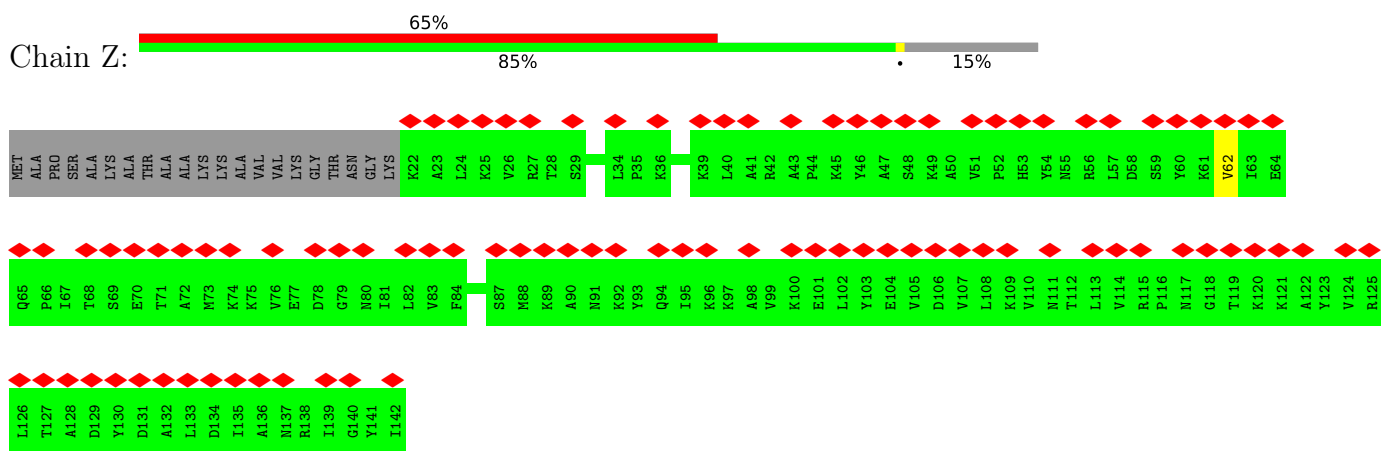 65%
Chain Z:
85% • 15%
MET ALA PRO SER ALA LYS ALA THR ALA ALA LYS LYS ALA VAL VAL LYS GLY THR ASN GLY LYS K22 A23 L24 K25 V26 R27 T28 S29 L34 P35 K36 K39 L40 A41 R42 A43 P44 K45 Y46 A47 S48 K49 A50 V51 P52 H53 Y54 N55 R56 L57 D58 S59 Y60 K61 V62 I63 E64
Q65 P66 I67 T68 S69 E70 T71 A72 M73 K74 K75 V76 E77 D78 G79 N80 I81 L82 V83 F84 S87 M88 K89 A90 N91 K92 Y93 Q94 I95 K96 K97 A98 V99 K100 E101 L102 Y103 E104 V105 D106 V107 L108 K109 V110 N111 T112 L113 V114 R115 P116 N117 G118 T119 K120 K121 A122 Y123 V124 R125
L126 T127 A128 D129 Y130 D131 A132 L133 D134 I135 A136 N137 R138 I139 G140 Y141 I142